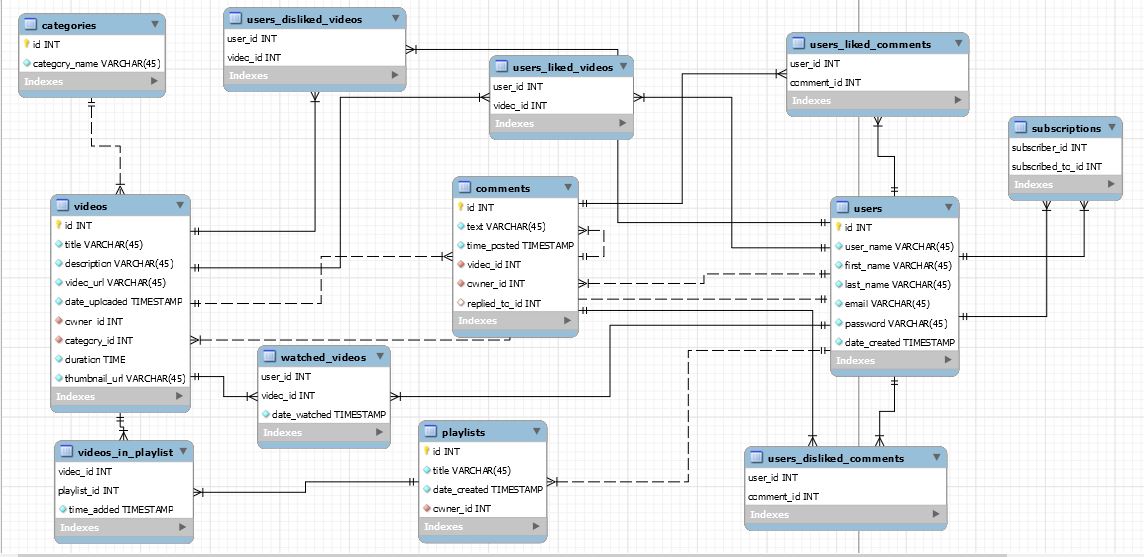 categories
id INT
category_name VARCHAR(45)
Indexes
users_disliked_videos
user_id INT
video_id INT
Indexes
users_liked_videos
user_id INT
video_id INT
Indexes
users_liked_comments
user_id INT
comment_id INT
Indexes
subscriptions
subscriber_id INT
subscribed_to_id INT
Indexes
videos
id INT
title VARCHAR(45)
description VARCHAR(45)
video_url VARCHAR(45)
date_uploaded TIMESTAMP
owner_id INT
category_id INT
duration TIME
thumbnail_url VARCHAR(45)
Indexes
comments
id INT
text VARCHAR(45)
time_posted TIMESTAMP
video_id INT
owner_id INT
replied_to_id INT
Indexes
users
id INT
user_name VARCHAR(45)
first_name VARCHAR(45)
last_name VARCHAR(45)
email VARCHAR(45)
password VARCHAR(45)
date_created TIMESTAMP
Indexes
watched_videos
user_id INT
video_id INT
date_watched TIMESTAMP
Indexes
videos_in_playlist
video_id INT
playlist_id INT
time_added TIMESTAMP
Indexes
playlists
id INT
title VARCHAR(45)
date_created TIMESTAMP
owner_id INT
Indexes
users_disliked_comments
user_id INT
comment_id INT
Indexes